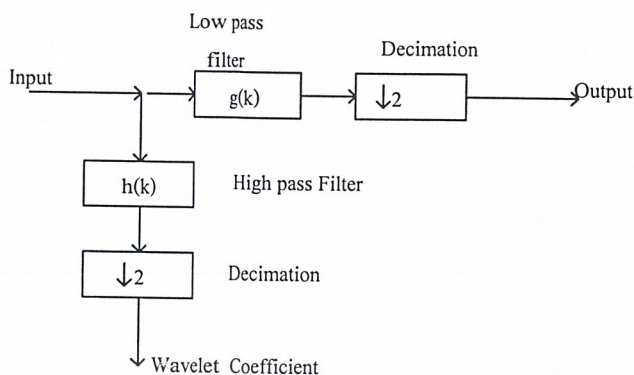 Low pass
filter
Decimation
Input
g(k)
↓2
Output
h(k)
High pass Filter
↓2
Decimation
Wavelet Coefficient